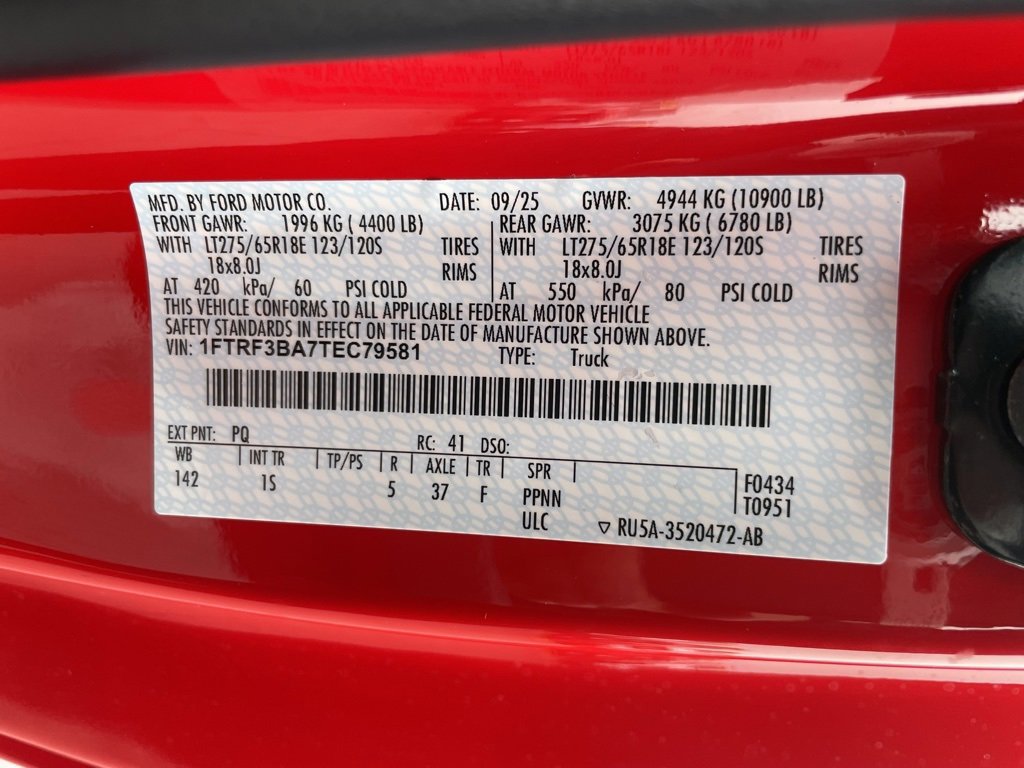 MFD. BY FORD MOTOR CO. DATE: 09/25 GVWR: 4944 KG (10900 LB)
FRONT GAWR: 1996 KG ( 4400 LB) REAR GAWR: 3075 KG ( 6780 LB)
WITH LT275/65R18E 123/120S TIRES WITH LT275/65R18E 123/120S TIRES
18x8.0J RIMS 18x8.0J RIMS
AT 420 kPa/ 60 PSI COLD AT 550 kPa/ 80 PSI COLD
THIS VEHICLE CONFORMS TO ALL APPLICABLE FEDERAL MOTOR VEHICLE
SAFETY STANDARDS IN EFFECT ON THE DATE OF MANUFACTURE SHOWN ABOVE.
VIN: 1FTRF3BA7TEC79581 TYPE: Truck
EXT PNT: PQ RC: 41 DSO:
WB INT TR TP/PS R AXLE TR SPR
142 1S 5 37 F PPNN F0434
ULC T0951
▽ RU5A-3520472-AB